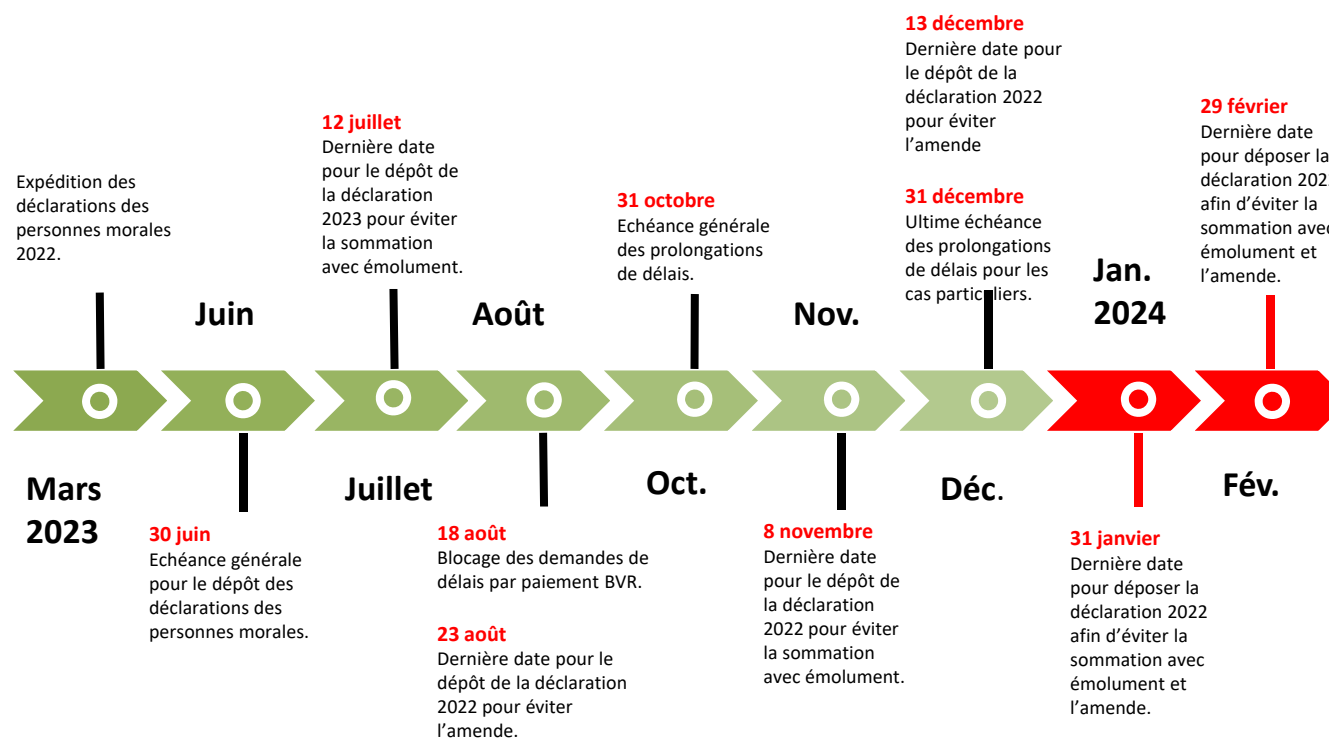 Expédition des
déclarations des
personnes morales
2022.
Mars
2023
Juin
30 juin
Echéance générale
pour le dépôt des
déclarations des
personnes morales.
12 juillet
Dernière date
pour le dépôt de
la déclaration
2023 pour éviter
la sommation
avec émolument.
Juillet
Août
18 août
Blocage des demandes de
délais par paiement BVR.
23 août
Dernière date pour le
dépôt de la déclaration
2022 pour éviter
l’amende.
31 octobre
Echéance générale
des prolongations
de délais.
Oct.
Nov.
8 novembre
Dernière date
pour le dépôt de
la déclaration
2022 pour éviter
la sommation
avec émolument.
13 décembre
Dernière date pour
le dépôt de la
déclaration 2022
pour éviter
l’amende
31 décembre
Ultime échéance
des prolongations
de délais pour les
cas particuliers.
Déc.
Jan.
2024
31 janvier
Dernière date
pour déposer la
déclaration 2022
afin d’éviter la
sommation avec
émolument et
l’amende.
29 février
Dernière date
pour déposer la
déclaration
afin d’éviter la
sommation avec
émolument et
l’amende.
Fév.